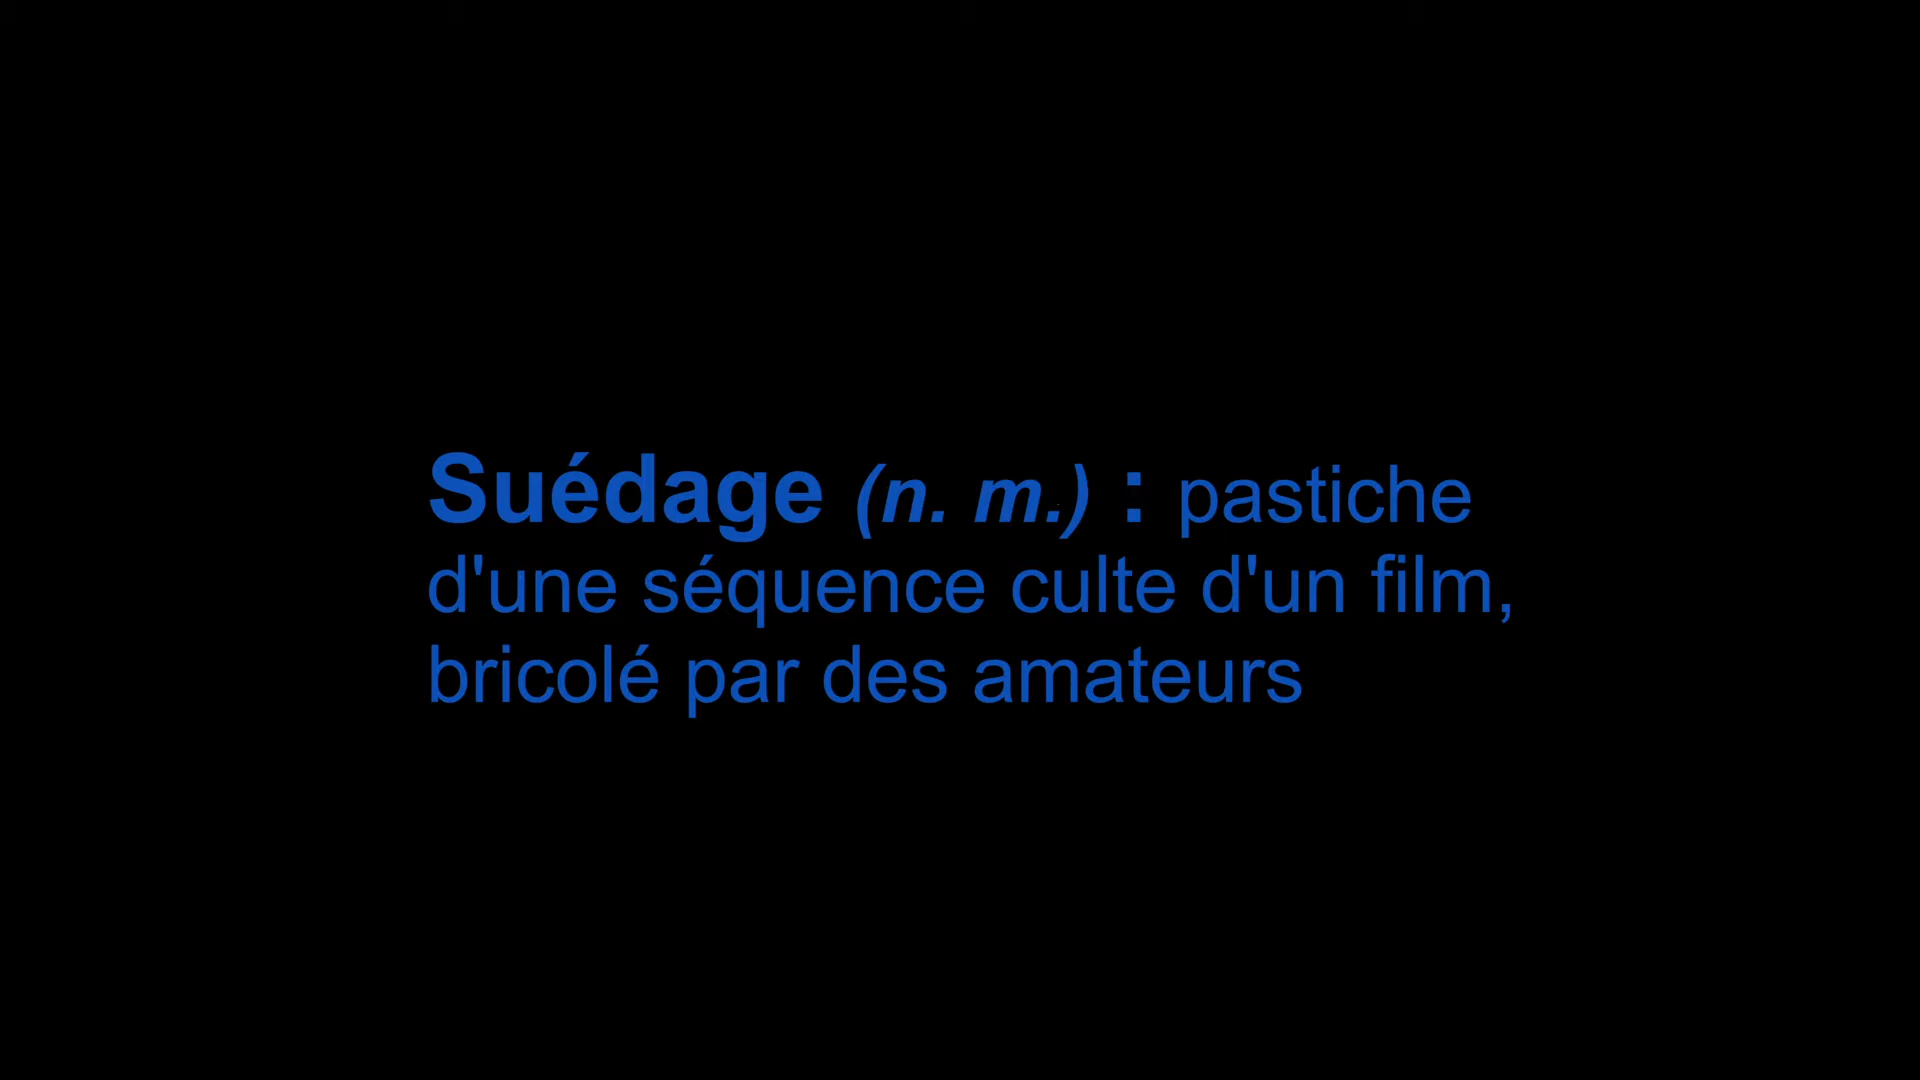 Suédage (n. m.) : pastiche
d'une séquence culte d'un film,
bricolé par des amateurs